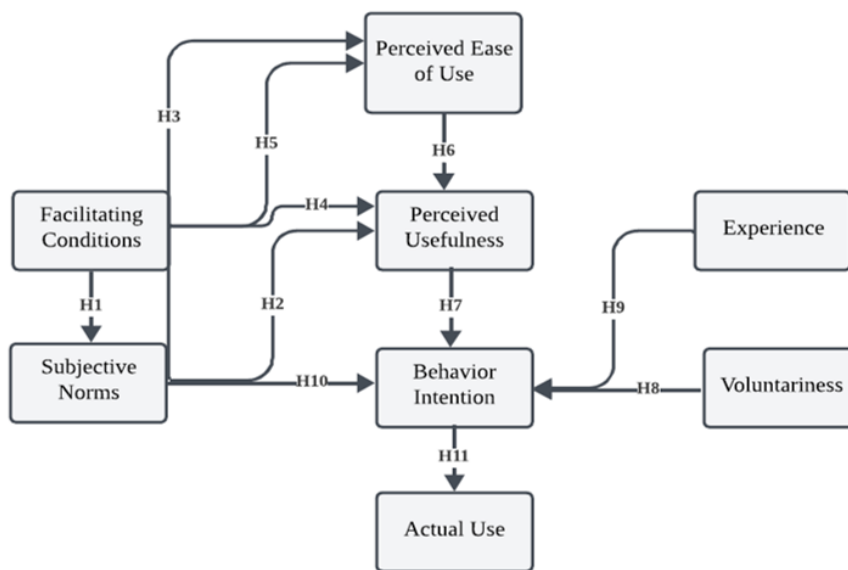 Perceived Ease
of Use
H3
H5
H6
Facilitating
Conditions
H4
Perceived
Usefulness
Experience
H1
H2
H7
H9
Subjective
Norms
H10
Behavior
Intention
H8
Voluntariness
H11
Actual Use